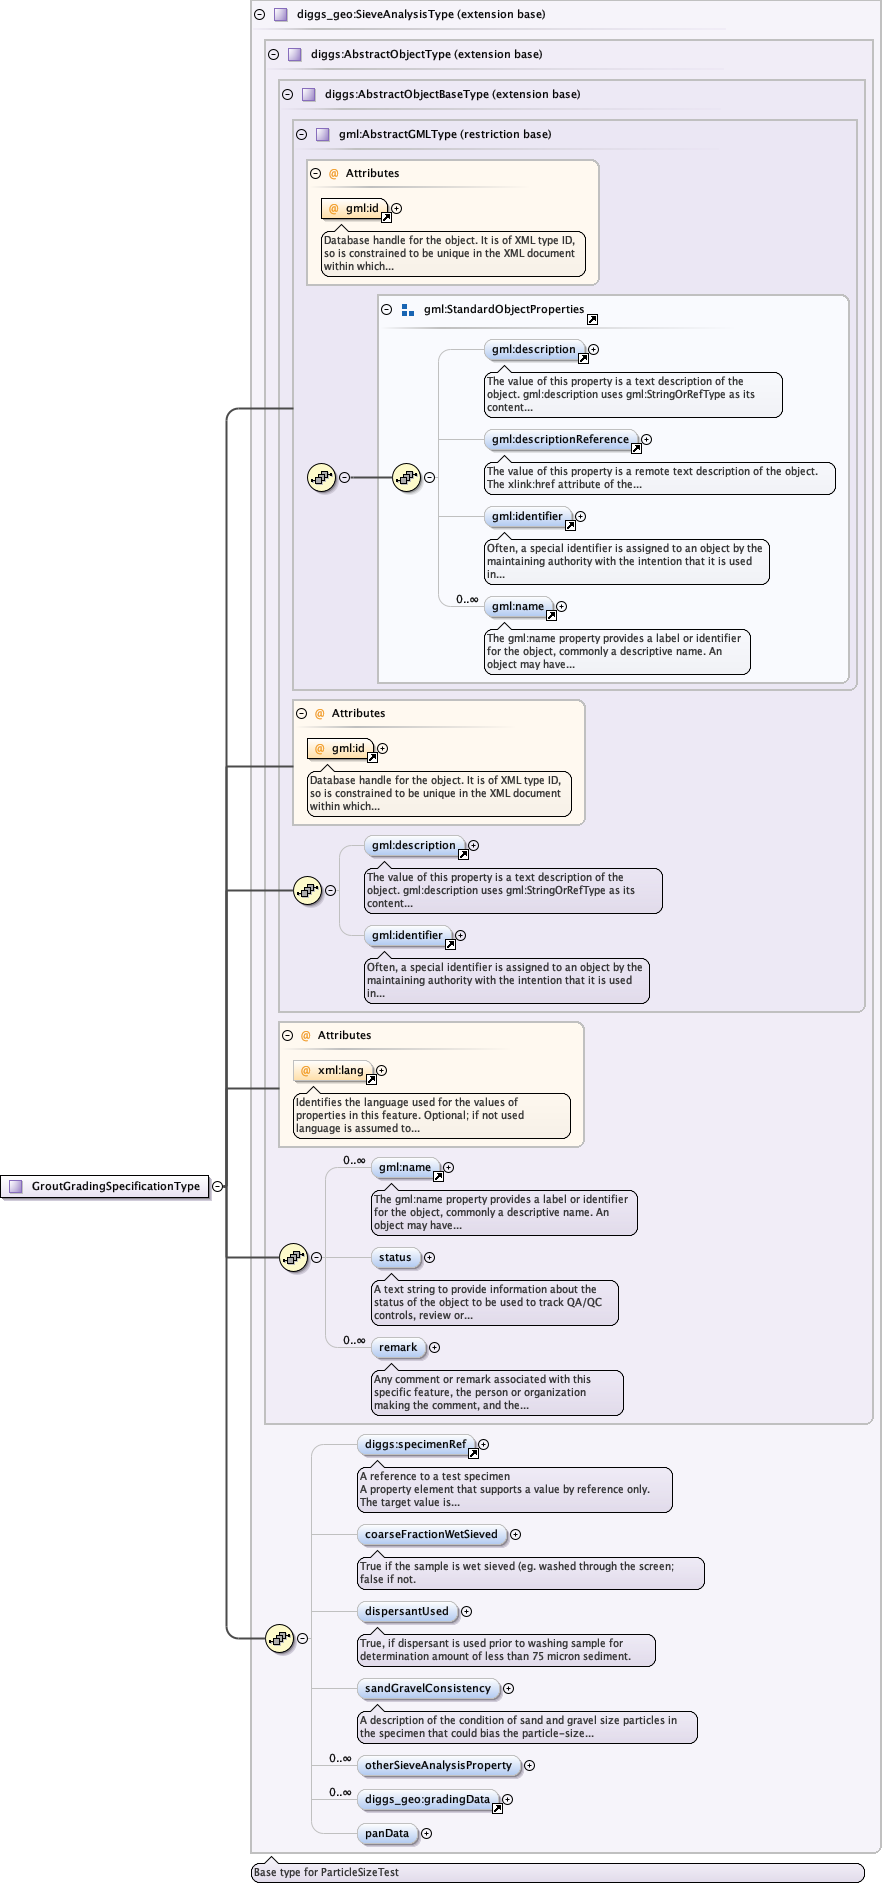 diggs_geo:SieveAnalysisType (extension base)
diggs:AbstractObjectType (extension base)
diggs:AbstractObjectBaseType (extension base)
gml:AbstractGMLType (restriction base)
@ Attributes
@ gml:id
Database handle for the object. It is of XML type ID,
so is constrained to be unique in the XML document
within which...
gml:StandardObjectProperties
gml:description
The value of this property is a text description of the
object. gml:description uses gml:StringOrRefType as its
content...
gml:descriptionReference
The value of this property is a remote text description of the object.
The xlink:href attribute of the...
gml:identifier
Often, a special identifier is assigned to an object by the
maintaining authority with the intention that it is used
in...
0..∞
gml:name
The gml:name property provides a label or identifier
for the object, commonly a descriptive name. An
object may have...
@ Attributes
@ gml:id
Database handle for the object. It is of XML type ID,
so is constrained to be unique in the XML document
within which...
gml:description
The value of this property is a text description of the
object. gml:description uses gml:StringOrRefType as its
content...
gml:identifier
Often, a special identifier is assigned to an object by the
maintaining authority with the intention that it is used
in...
@ Attributes
@ xml:lang
Identifies the language used for the values of
properties in this feature. Optional; if not used
language is assumed to...
GroutGradingSpecificationType
0..∞
gml:name
The gml:name property provides a label or identifier
for the object, commonly a descriptive name. An
object may have...
status
A text string to provide information about the
status of the object to be used to track QA/QC
controls, review or...
0..∞
remark
Any comment or remark associated with this
specific feature, the person or organization
making the comment, and the...
diggs:specimenRef
A reference to a test specimen
A property element that supports a value by reference only.
The target value is...
coarseFractionWetSieved
True if the sample is wet sieved (eg. washed through the screen;
false if not.
dispersantUsed
True, if dispersant is used prior to washing sample for
determination amount of less than 75 micron sediment.
sandGravelConsistency
A description of the condition of sand and gravel size particles in
the specimen that could bias the particle-size...
0..∞
otherSieveAnalysisProperty
0..∞
diggs_geo:gradingData
panData
Base type for ParticleSizeTest